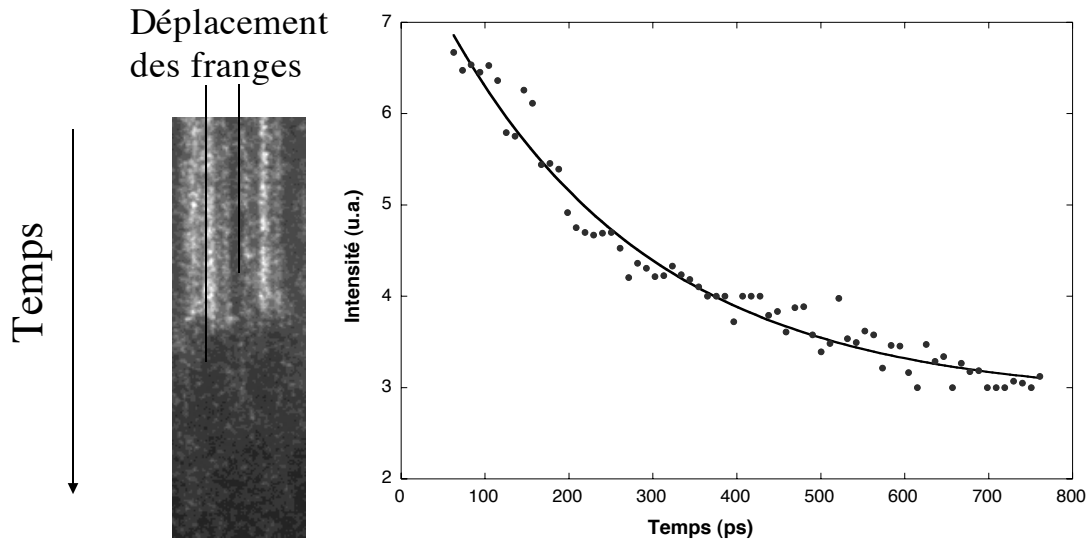 Déplacement
des franges
Temps
7
6
5
4
3
2
Intensité (u.a.)
0 100 200 300 400 500 600 700 800
Temps (ps)